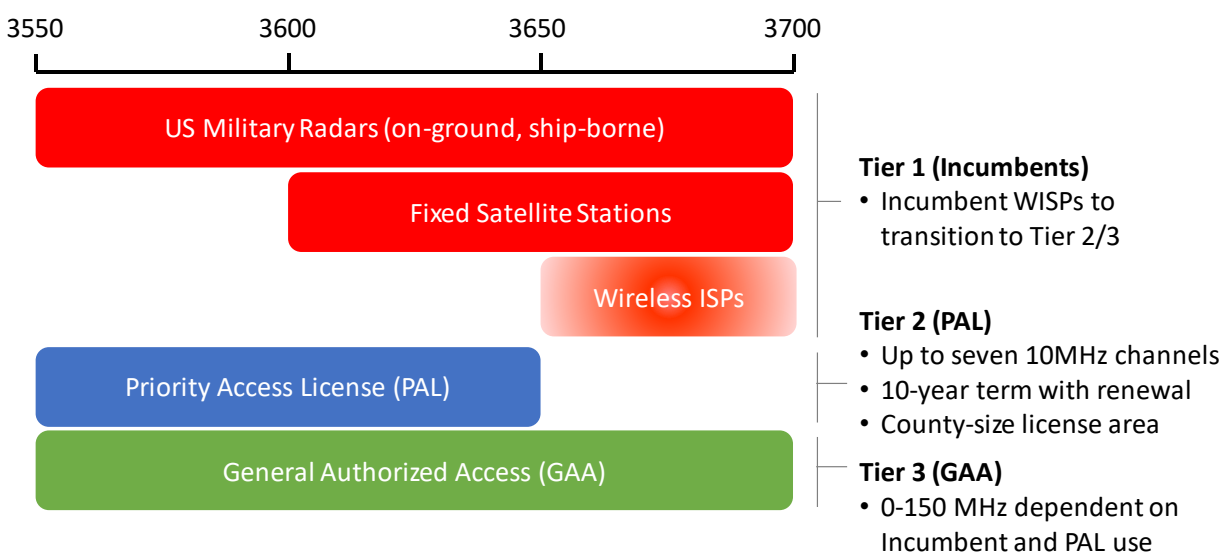 3550 3600 3650 3700
US Military Radars (on-ground, ship-borne)
Fixed Satellite Stations
Wireless ISPs
Priority Access License (PAL)
General Authorized Access (GAA)
Tier 1 (Incumbents)
• Incumbent WISPs to
transition to Tier 2/3
Tier 2 (PAL)
• Up to seven 10MHz channels
• 10-year term with renewal
• County-size license area
Tier 3 (GAA)
• 0-150 MHz dependent on
Incumbent and PAL use